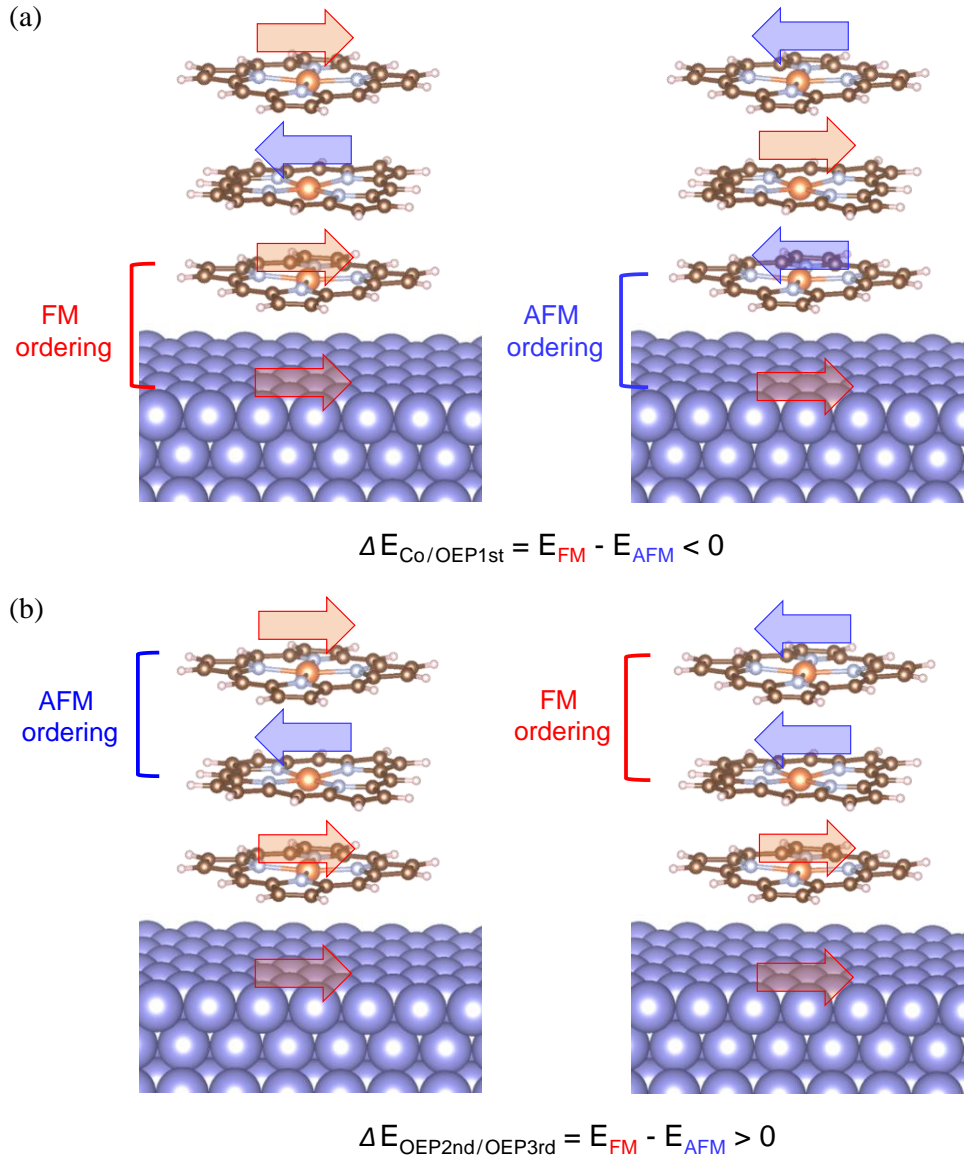 (a)
FM
ordering
AFM
ordering
ΔE_Co/OEP1st = E_FM - E_AFM < 0
(b)
AFM
ordering
FM
ordering
ΔE_OEP2nd/OEP3rd = E_FM - E_AFM > 0